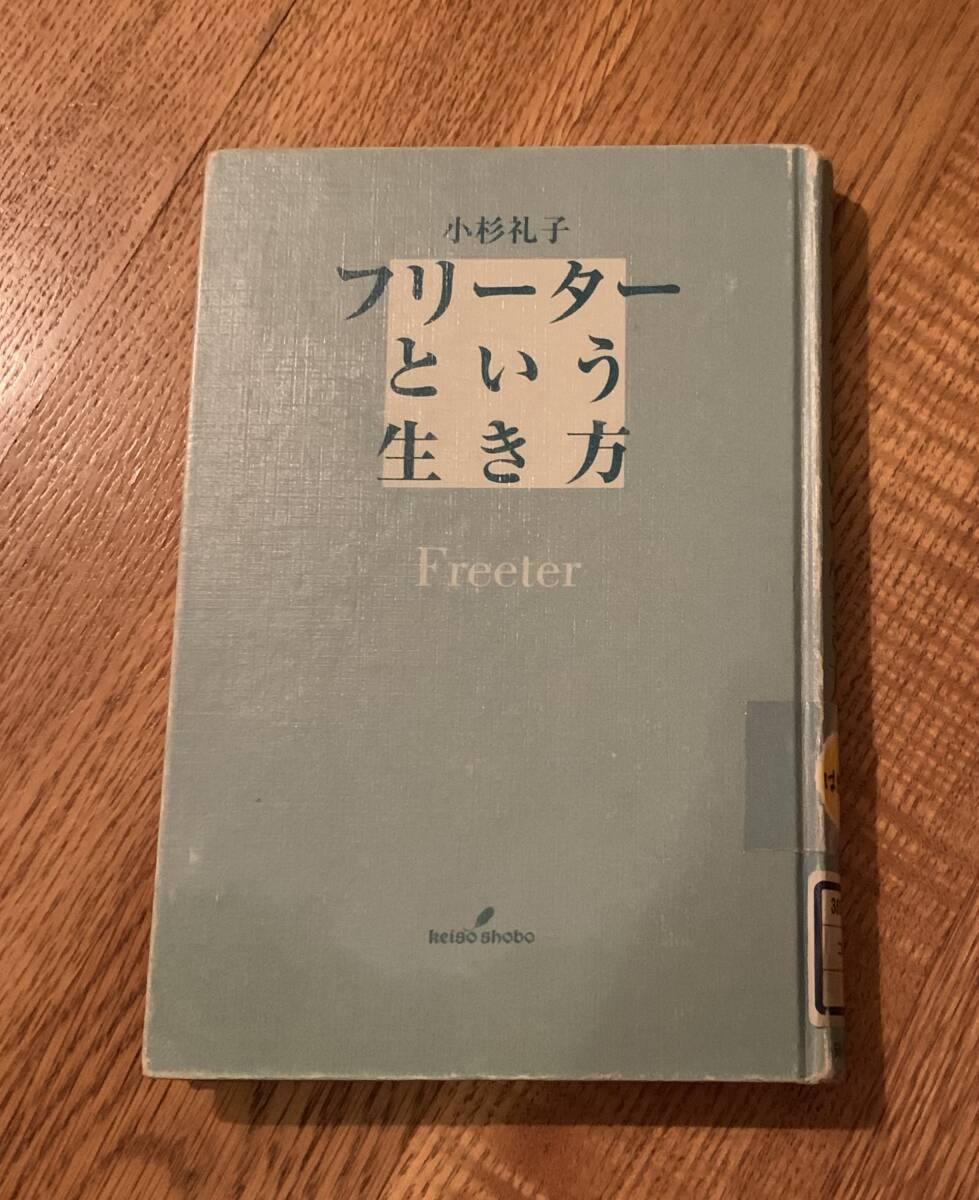 小杉礼子
フリーター
という
生き方
Freeter
keiso shobo